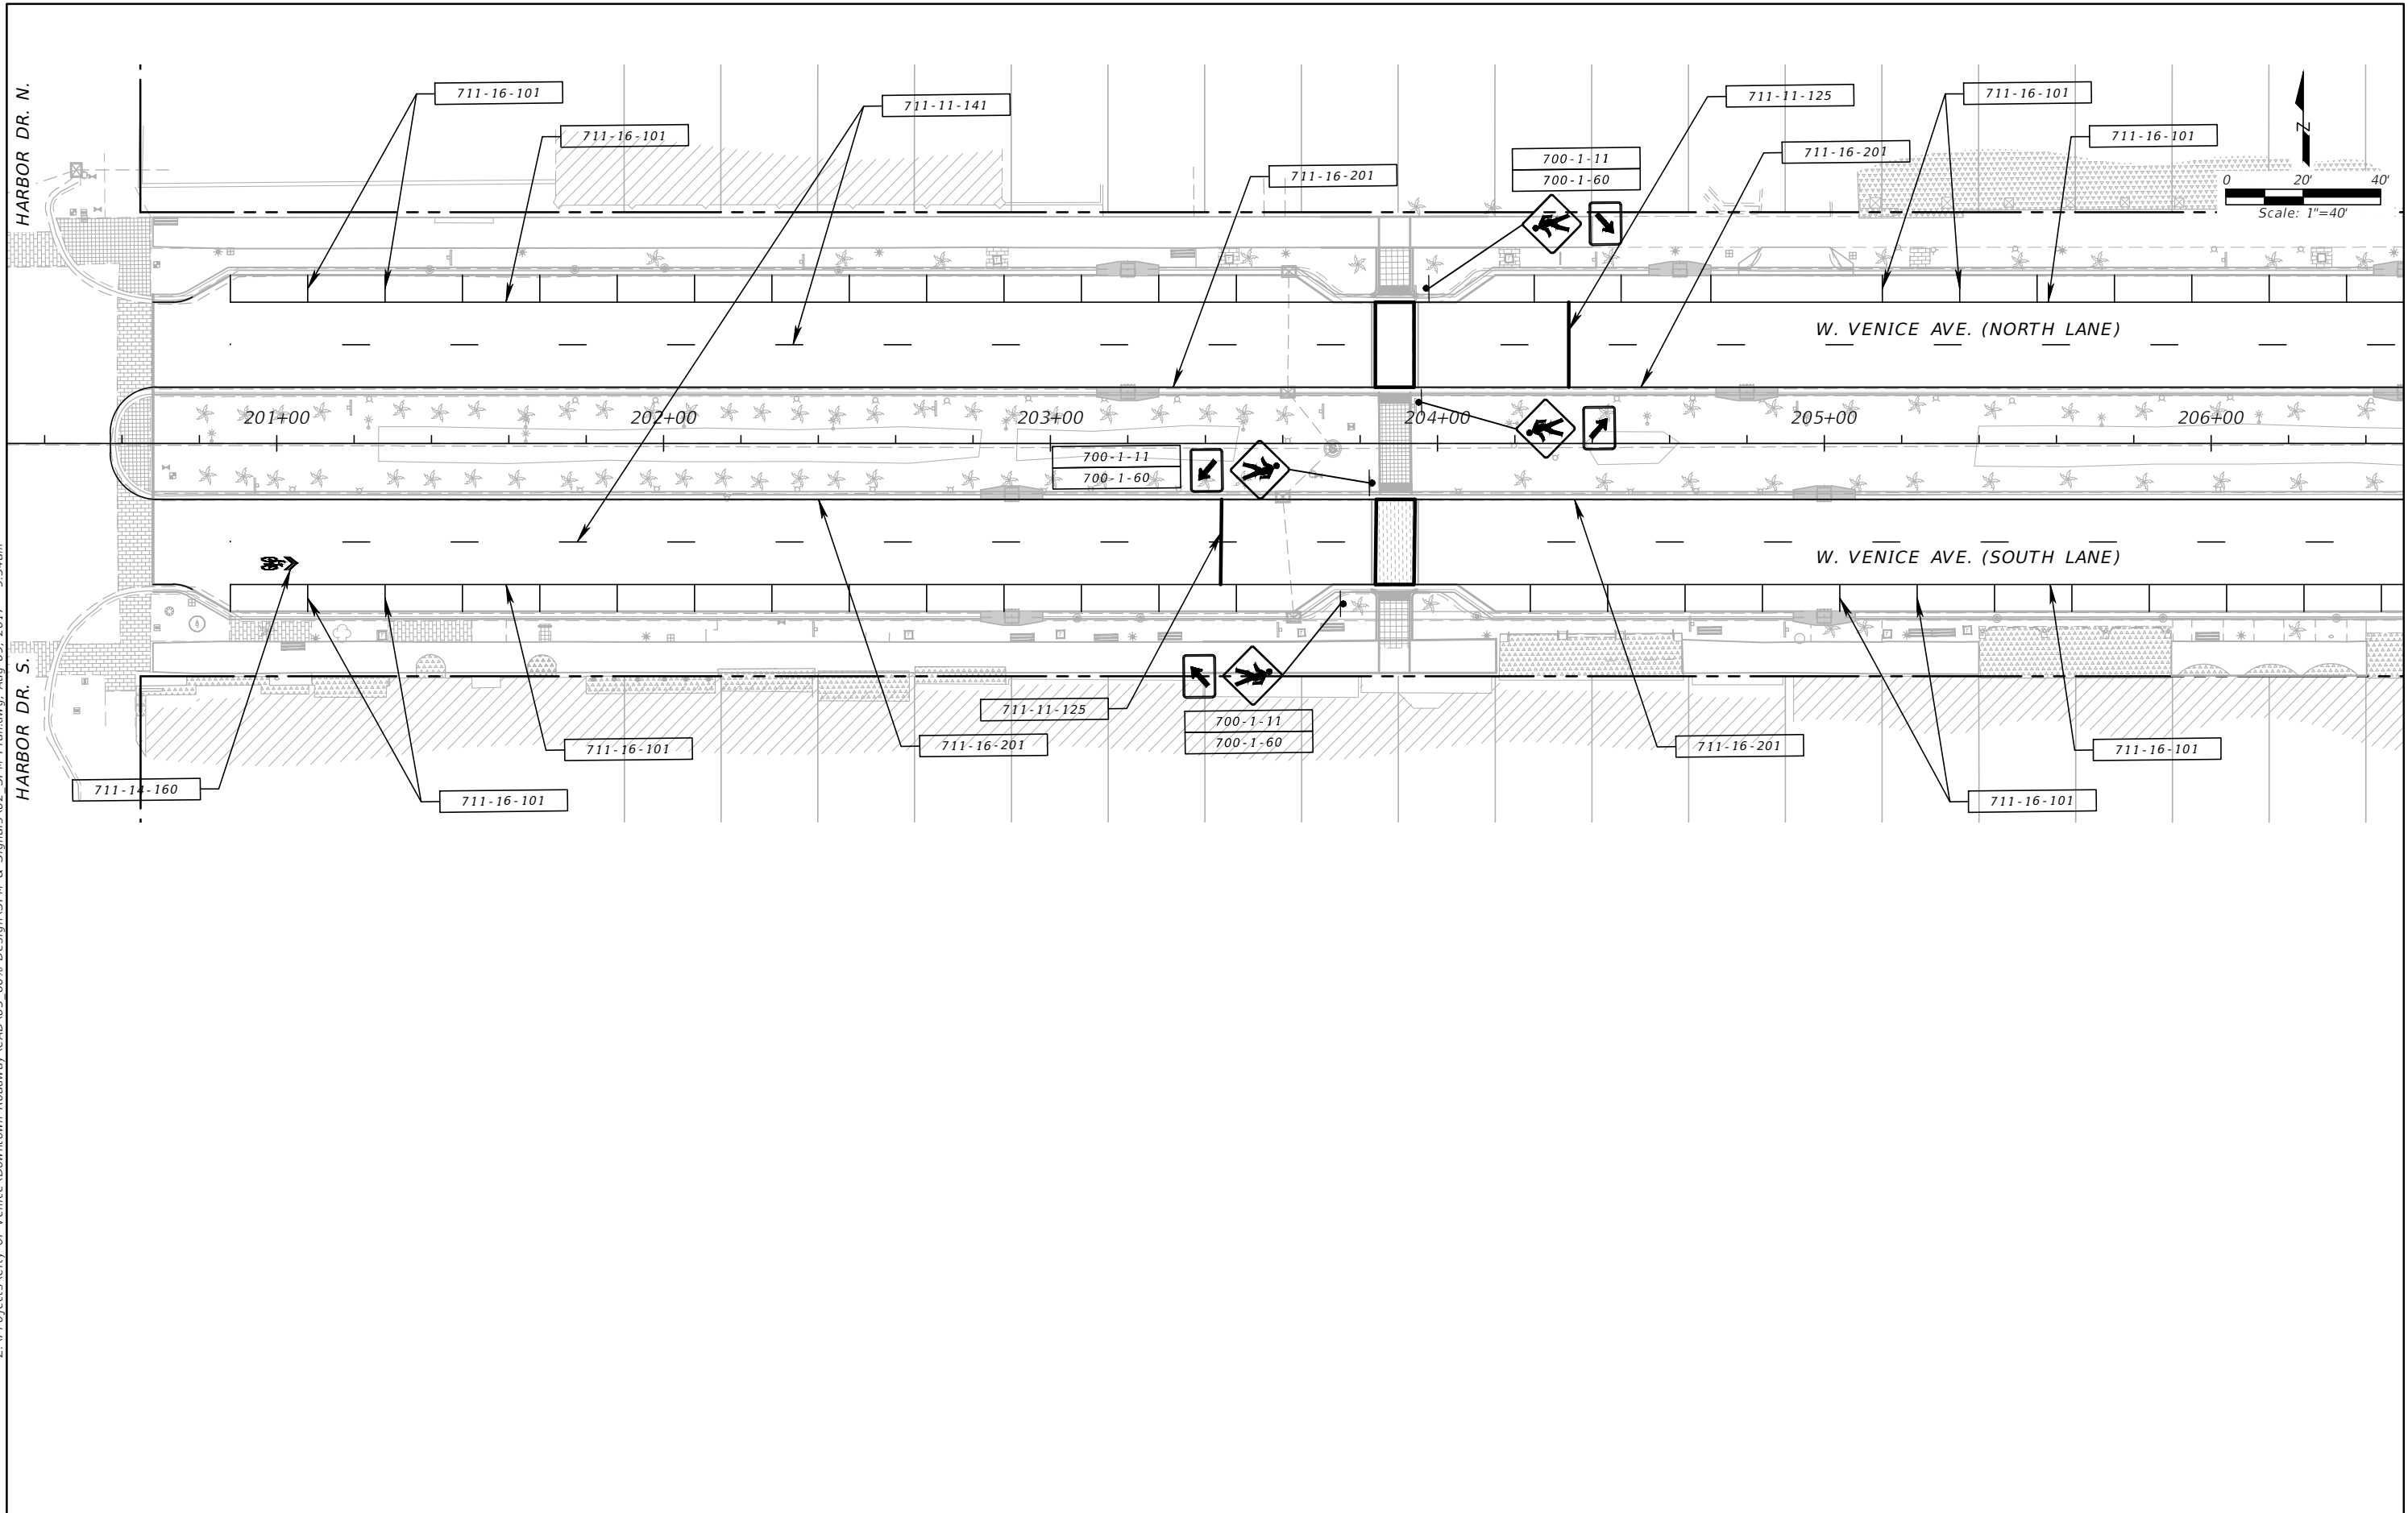 HARBOR DR. N.
711-16-101
711-16-101
711-11-141
711-16-201
700-1-11
700-1-60
711-11-125
711-16-201
711-16-101
711-16-101
N
0 20' 40'
Scale: 1"=40'
W. VENICE AVE. (NORTH LANE)
201+00 202+00 203+00 204+00 205+00 206+00
700-1-11
700-1-60
W. VENICE AVE. (SOUTH LANE)
HARBOR DR. S.
711-14-160
711-16-101
711-16-101
711-16-201
711-11-125
700-1-11
700-1-60
711-16-201
711-16-101
711-16-101